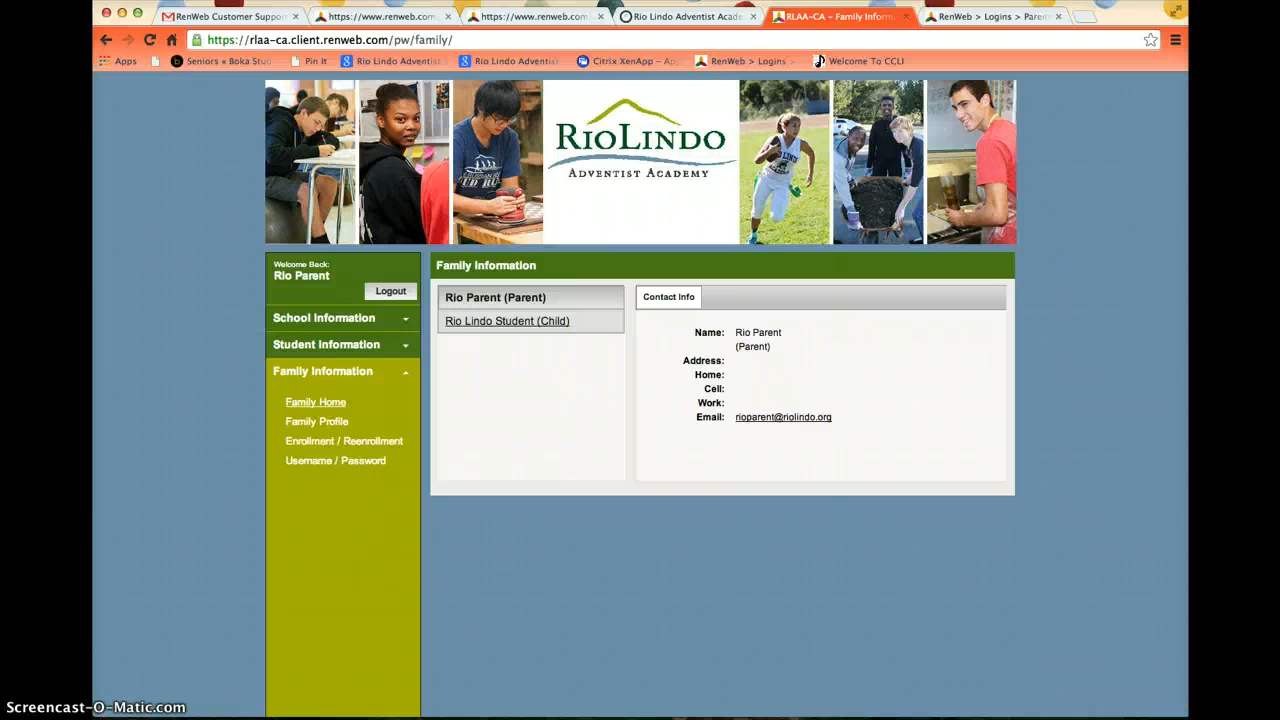 RenWeb Customer Suppor
https://www.renweb.com
https://www.renweb.com
Rio Lindo Adventist Acade
RLAA-CA - Family Inform
RenWeb > Logins > Paren
https://rlaa-ca.client.renweb.com/pw/family/
Apps
Seniors « Boka Stu
Pin It
Rio Lindo Adventist
Rio Lindo Adventis
Citrix XenApp - Ap
RenWeb > Logins >
Welcome To CCLI
RIOLINDO
ADVENTIST ACADEMY
Welcome Back:
Rio Parent
Logout
School Information
Student Information
Family Information
Family Home
Family Profile
Enrollment / Reenrollment
Username / Password
Family Information
Rio Parent (Parent)
Rio Lindo Student (Child)
Contact Info
Name: Rio Parent
(Parent)
Address:
Home:
Cell:
Work:
Email: rioparent@riolindo.org
Screencast-O-Matic.com